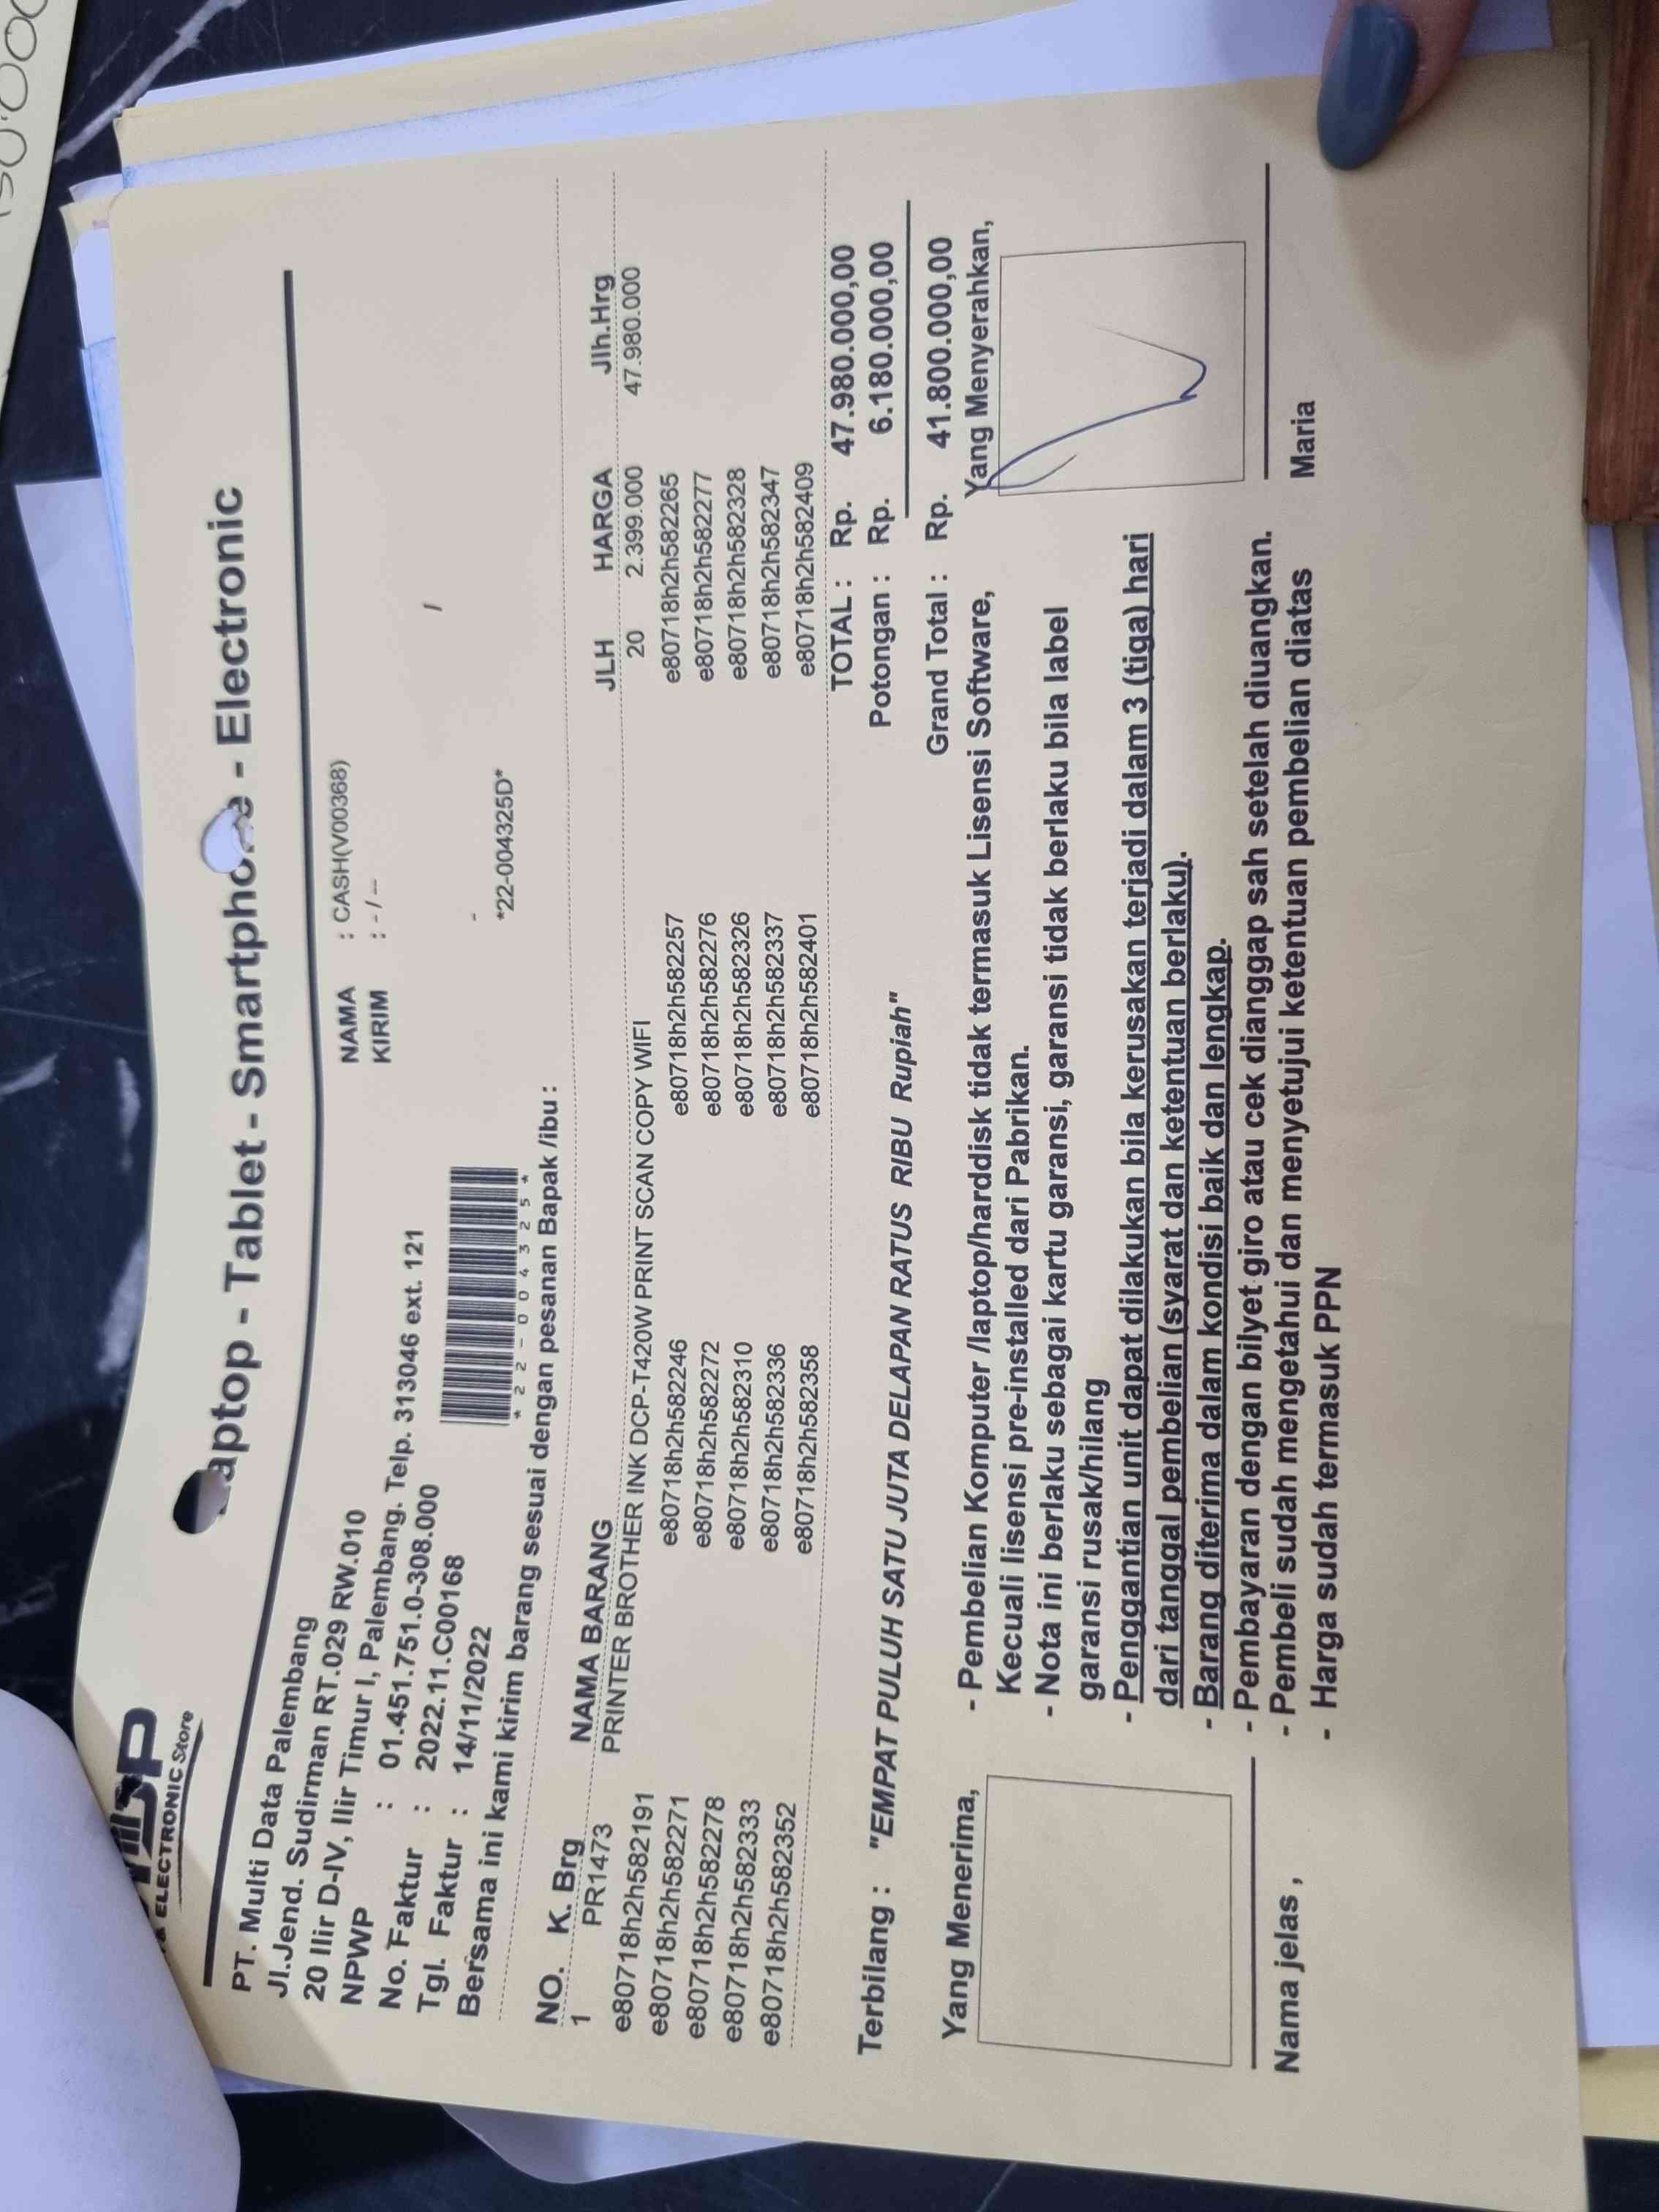 & ELECTRONIC Store
Laptop - Tablet - Smartphone - Electronic
PT. Multi Data Palembang
Jl.Jend. Sudirman RT.029 RW.010
20 Ilir D-IV, Ilir Timur I, Palembang. Telp. 313046 ext. 121
NPWP : 01.451.751.0-308.000
No. Faktur : 2022.11.C00168
Tgl. Faktur : 14/11/2022
NAMA : CASH(V00368)
KIRIM : - / --
/
-
*22-004325*
*22-004325D*
Bersama ini kami kirim barang sesuai dengan pesanan Bapak /ibu :
NO. K. Brg NAMA BARANG JLH HARGA Jlh.Hrg
1 PR1473 PRINTER BROTHER INK DCP-T420W PRINT SCAN COPY WIFI 20 2.399.000 47.980.000
e80718h2h582191 e80718h2h582246 e80718h2h582257 e80718h2h582265
e80718h2h582271 e80718h2h582272 e80718h2h582276 e80718h2h582277
e80718h2h582278 e80718h2h582310 e80718h2h582326 e80718h2h582328
e80718h2h582333 e80718h2h582336 e80718h2h582337 e80718h2h582347
e80718h2h582352 e80718h2h582358 e80718h2h582401 e80718h2h582409
TOTAL : Rp. 47.980.000,00
Potongan : Rp. 6.180.000,00
Grand Total : Rp. 41.800.000,00
Terbilang : "EMPAT PULUH SATU JUTA DELAPAN RATUS RIBU Rupiah"
Yang Menerima,
Nama jelas ,
- Pembelian Komputer /laptop/harddisk tidak termasuk Lisensi Software,
Kecuali lisensi pre-installed dari Pabrikan.
- Nota ini berlaku sebagai kartu garansi, garansi tidak berlaku bila label
garansi rusak/hilang
- Penggantian unit dapat dilakukan bila kerusakan terjadi dalam 3 (tiga) hari
dari tanggal pembelian (syarat dan ketentuan berlaku).
- Barang diterima dalam kondisi baik dan lengkap.
- Pembayaran dengan bilyet giro atau cek dianggap sah setelah diuangkan.
- Pembeli sudah mengetahui dan menyetujui ketentuan pembelian diatas
- Harga sudah termasuk PPN
Yang Menyerahkan,
Maria